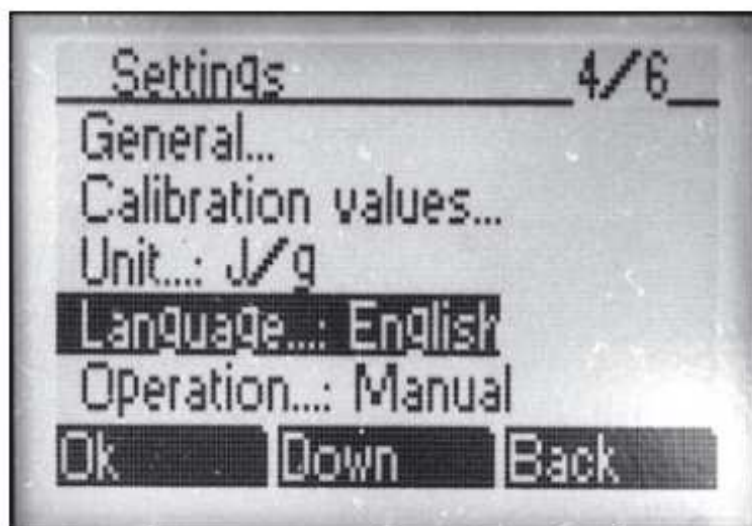 Settings 4/6
General...
Calibration values...
Unit...: J/g
Language...: English
Operation...: Manual
Ok Down Back